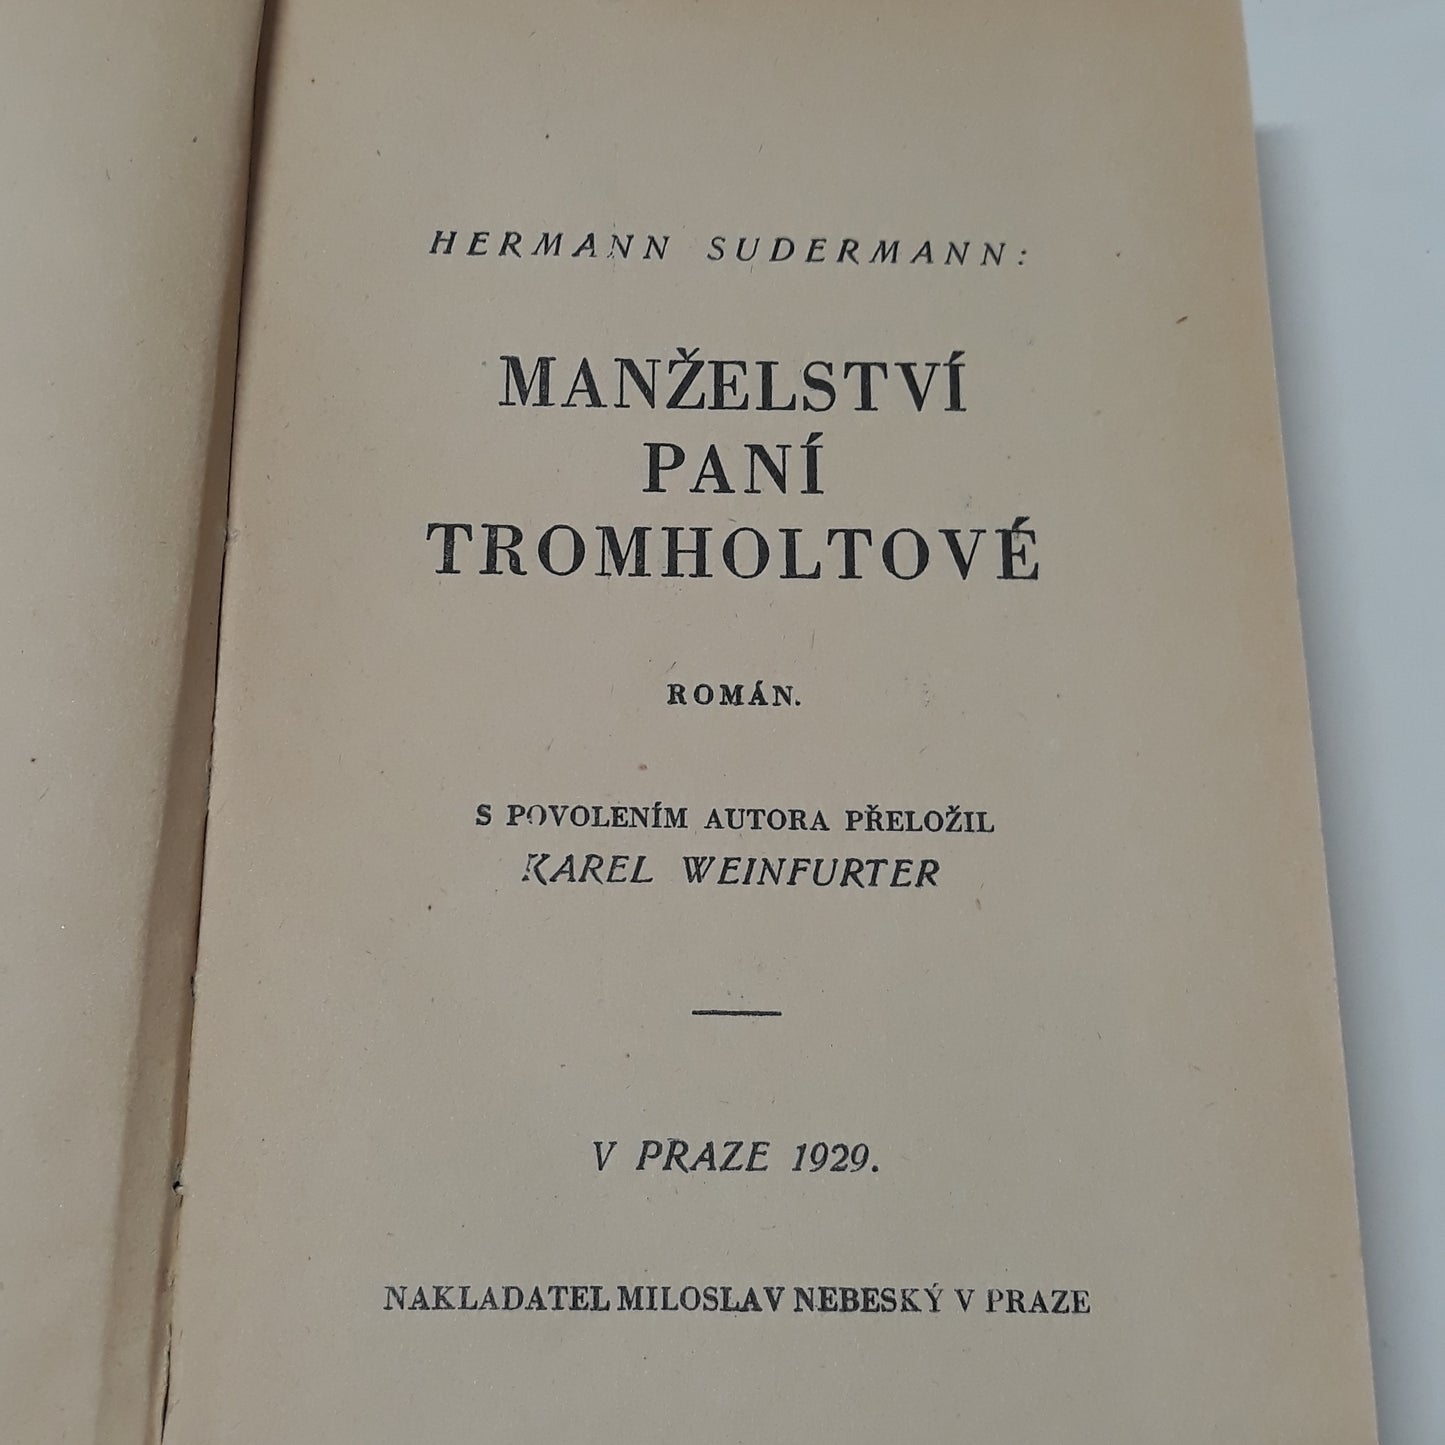 HERMANN SUDERMANN:
MANŽELSTVÍ
PANÍ
TROMHOLTOVÉ
ROMÁN.
S POVOLENÍM AUTORA PŘELOŽIL
KAREL WEINFURTER
V PRAZE 1929.
NAKLADATEL MILOSLAV NEBESKÝ V PRAZE